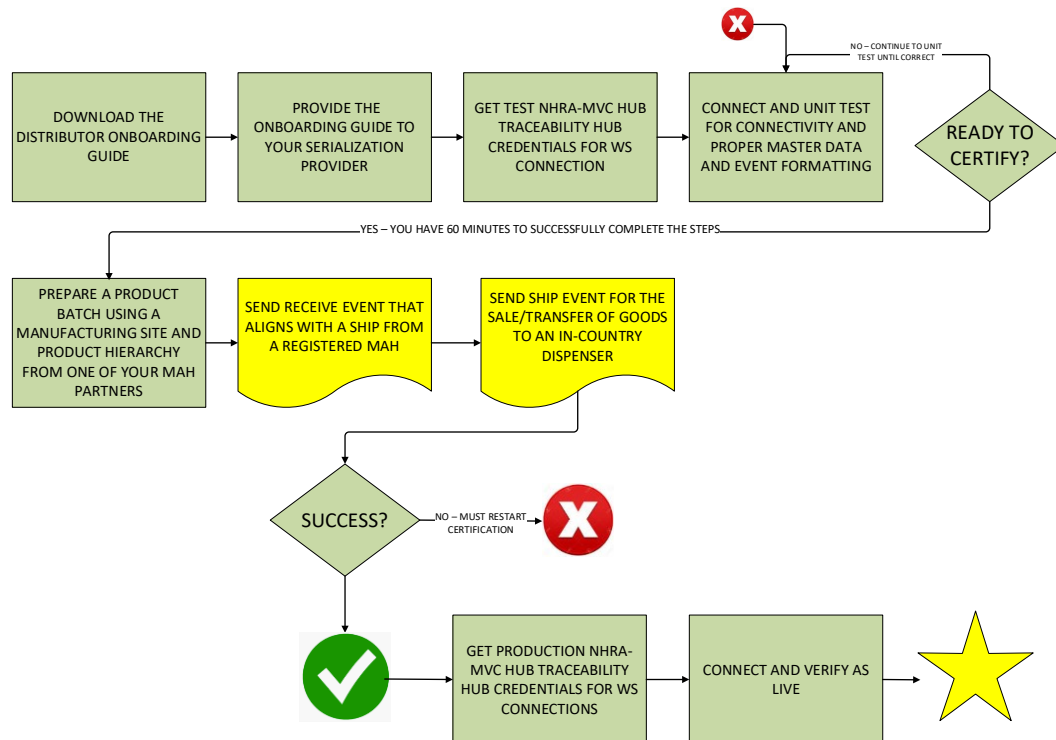 NO – CONTINUE TO UNIT
TEST UNTIL CORRECT
DOWNLOAD THE
DISTRIBUTOR ONBOARDING
GUIDE
PROVIDE THE
ONBOARDING GUIDE TO
YOUR SERIALIZATION
PROVIDER
GET TEST NHRA-MVC HUB
TRACEABILITY HUB
CREDENTIALS FOR WS
CONNECTION
CONNECT AND UNIT TEST
FOR CONNECTIVITY AND
PROPER MASTER DATA
AND EVENT FORMATTING
READY TO
CERTIFY?
YES – YOU HAVE 60 MINUTES TO SUCCESSFULLY COMPLETE THE STEPS
PREPARE A PRODUCT
BATCH USING A
MANUFACTURING SITE AND
PRODUCT HIERARCHY
FROM ONE OF YOUR MAH
PARTNERS
SEND RECEIVE EVENT THAT
ALIGNS WITH A SHIP FROM
A REGISTERED MAH
SEND SHIP EVENT FOR THE
SALE/TRANSFER OF GOODS
TO AN IN-COUNTRY
DISPENSER
SUCCESS?
NO – MUST RESTART
CERTIFICATION
GET PRODUCTION NHRA-
MVC HUB TRACEABILITY
HUB CREDENTIALS FOR WS
CONNECTIONS
CONNECT AND VERIFY AS
LIVE